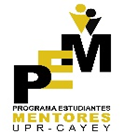 PEM
PROGRAMA ESTUDIANTES
MENTORES
UPR-CAYEY